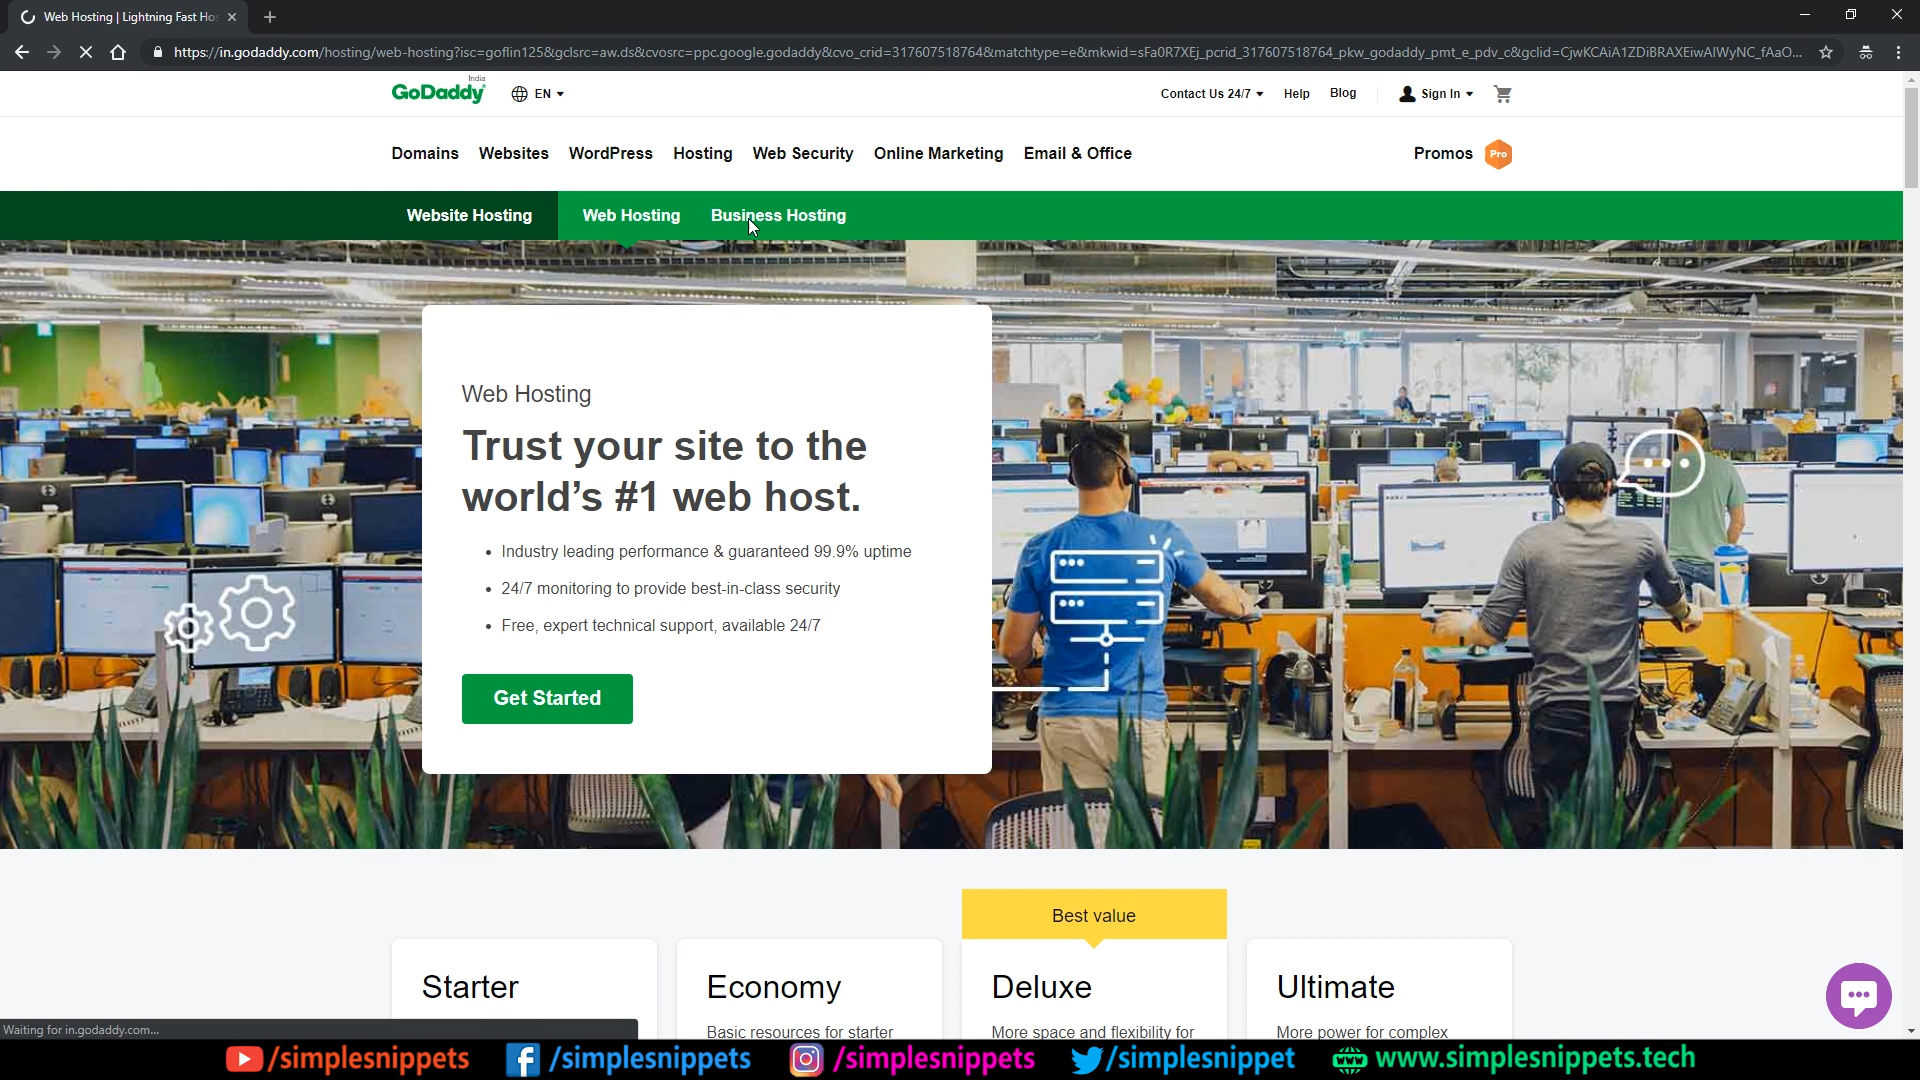 Web Hosting | Lightning Fast Hos
https://in.godaddy.com/hosting/web-hosting?isc=goflin125&gclsrc=aw.ds&cvosrc=ppc.google.godaddy&cvo_crid=317607518764&matchtype=e&mkwid=sFa0R7XEj_pcrid_317607518764_pkw_godaddy_pmt_e_pdv_c&gclid=CjwKCAiA1ZDiBRAXEiwAIWyNC_fAaO...
India
GoDaddy
EN
Contact Us 24/7
Help
Blog
Sign In
Domains Websites WordPress Hosting Web Security Online Marketing Email & Office
Promos
Pro
Website Hosting
Web Hosting
Business Hosting
Web Hosting
Trust your site to the
world's #1 web host.
• Industry leading performance & guaranteed 99.9% uptime
• 24/7 monitoring to provide best-in-class security
• Free, expert technical support, available 24/7
Get Started
Best value
Starter
Economy
Basic resources for starter
Deluxe
More space and flexibility for
Ultimate
More power for complex
Waiting for in.godaddy.com...
/simplesnippets
/simplesnippets
/simplesnippets
/simplesnippet
www.simplesnippets.tech